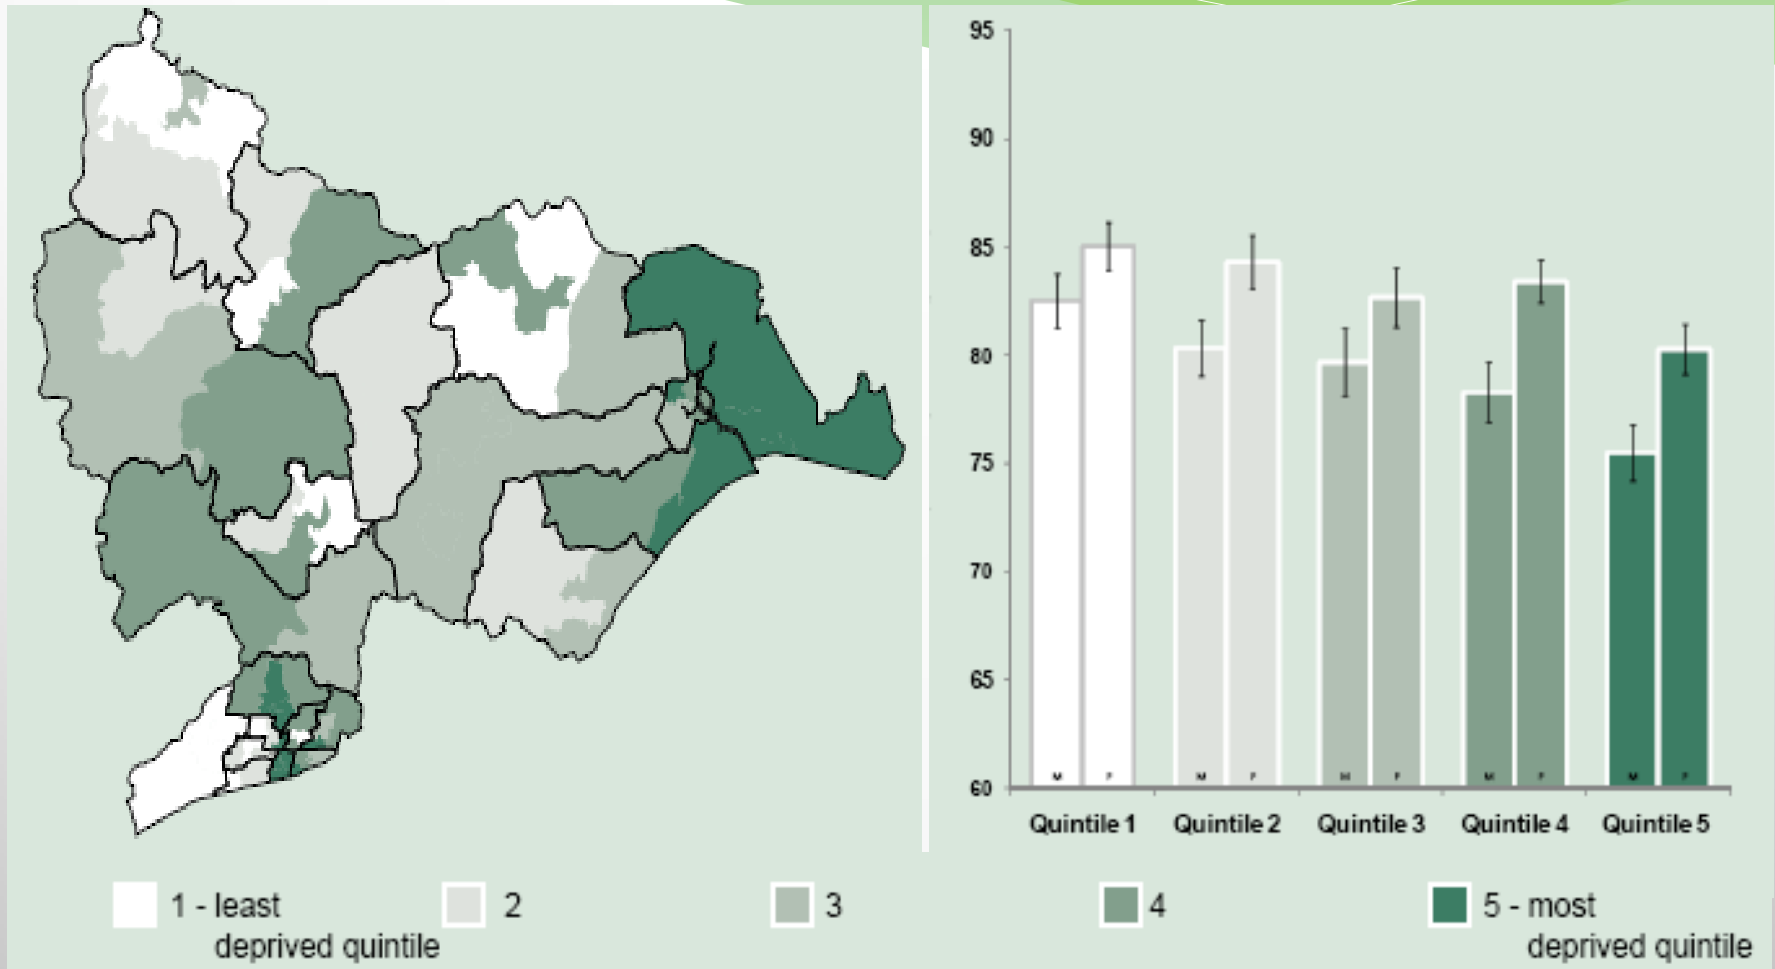 95
90
85
80
75
70
65
60
M F M F M F M F M F
Quintile 1 Quintile 2 Quintile 3 Quintile 4 Quintile 5
1 - least
deprived quintile
2
3
4
5 - most
deprived quintile